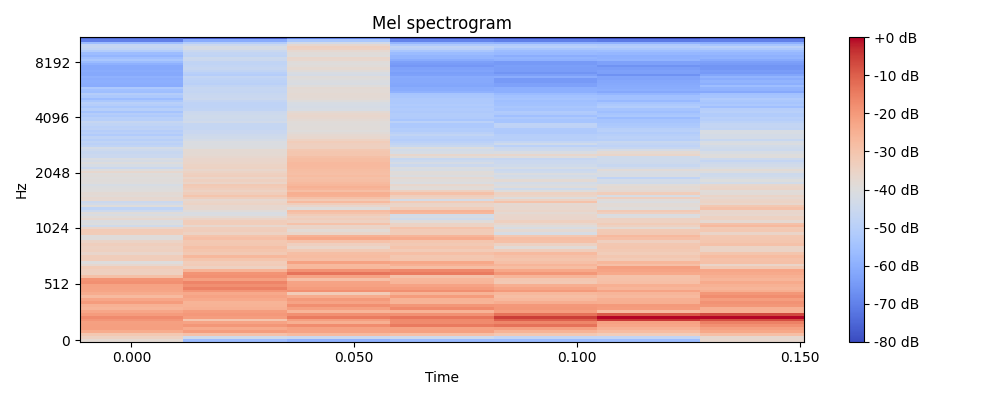 Mel spectrogram
Hz
8192
4096
2048
1024
512
0
0.000
0.050
0.100
0.150
Time
+0 dB
-10 dB
-20 dB
-30 dB
-40 dB
-50 dB
-60 dB
-70 dB
-80 dB